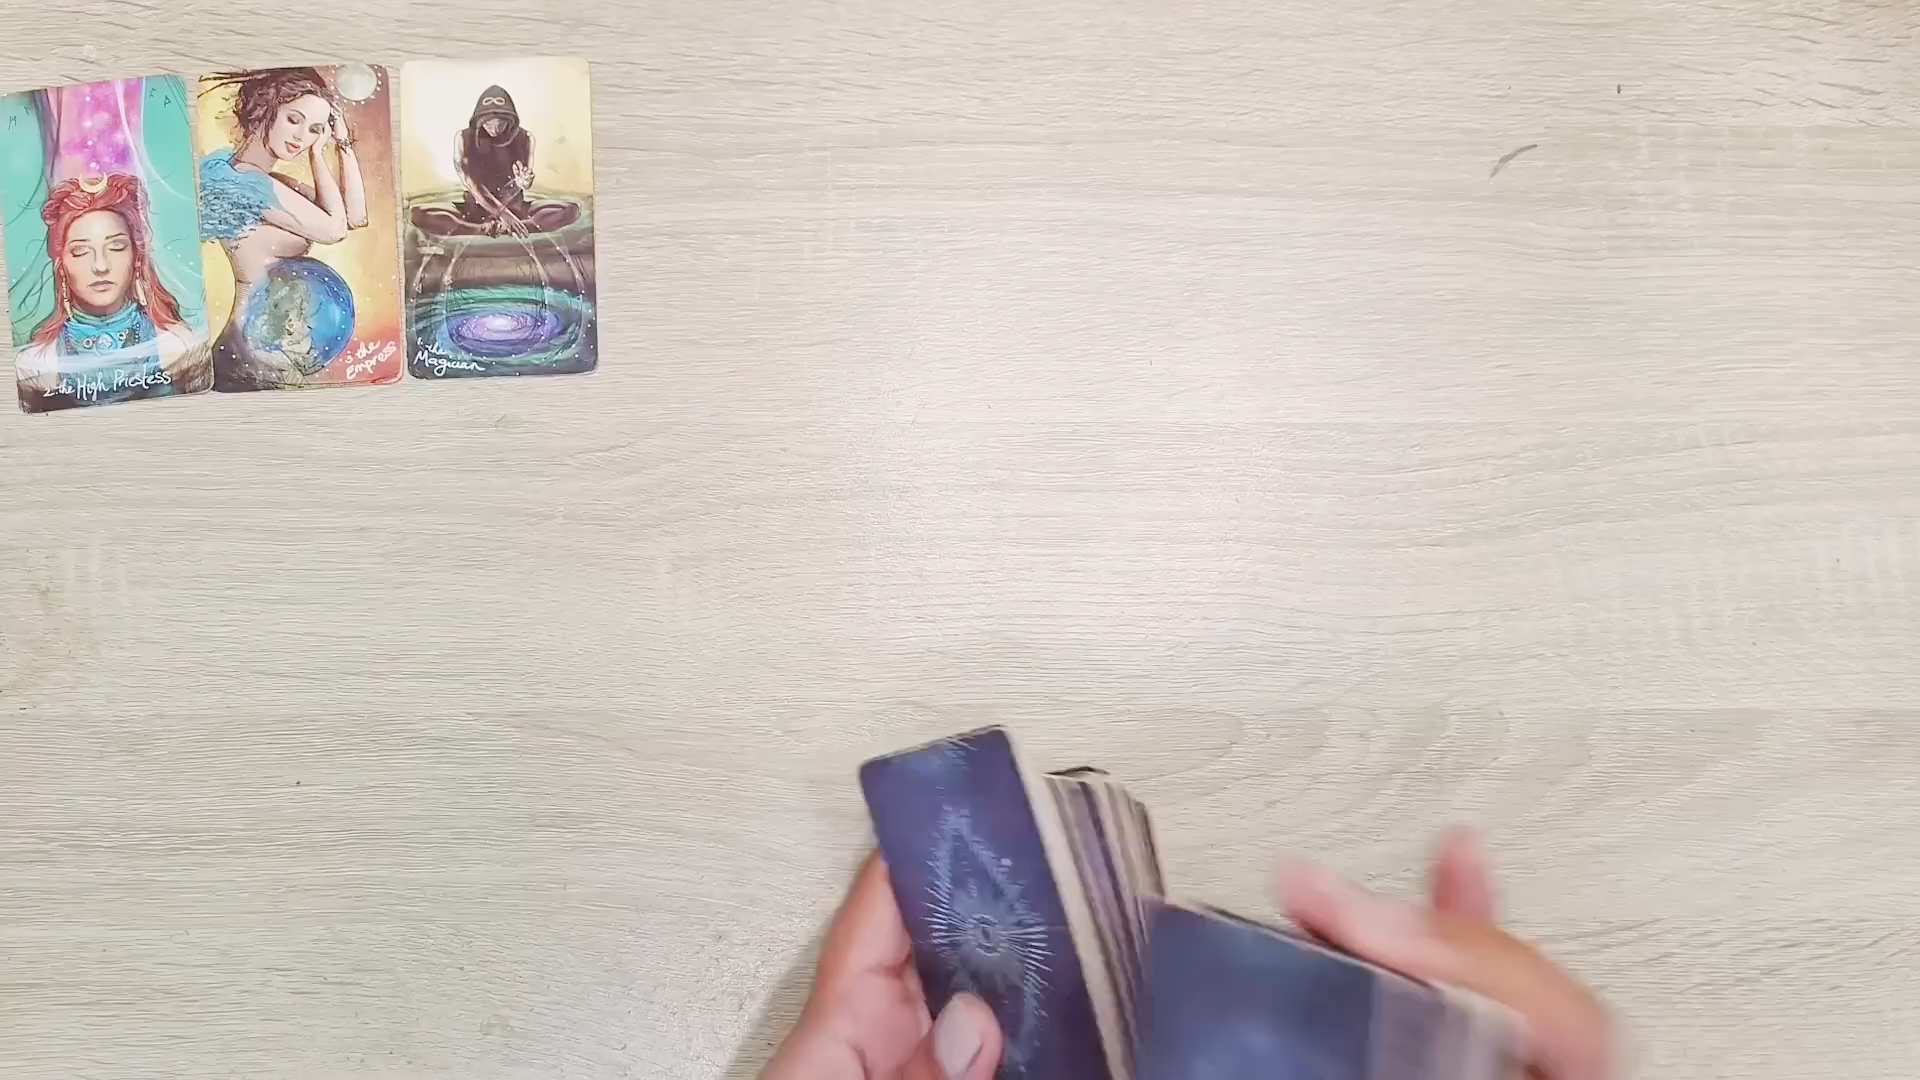 2. the High Priestess
3. the
Empress
1. the
Magician